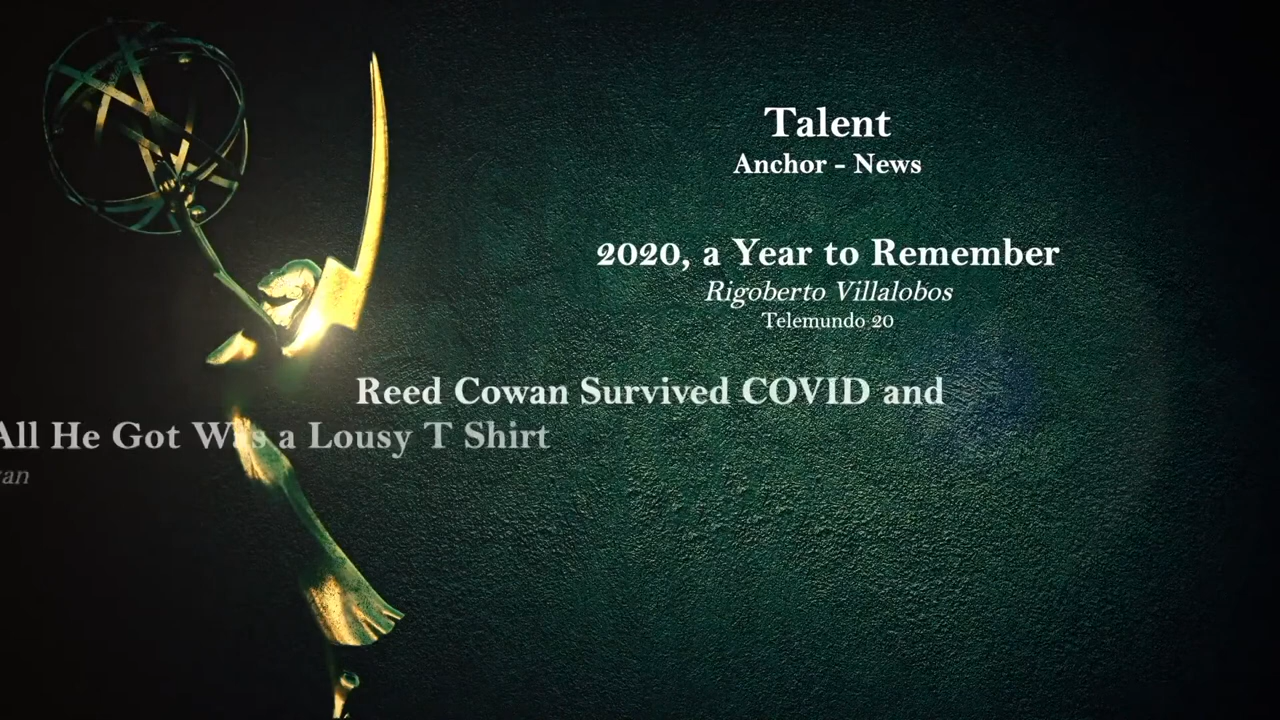 Talent
Anchor - News
2020, a Year to Remember
Rigoberto Villalobos
Telemundo 20
Reed Cowan Survived COVID and
All He Got Was a Lousy T Shirt